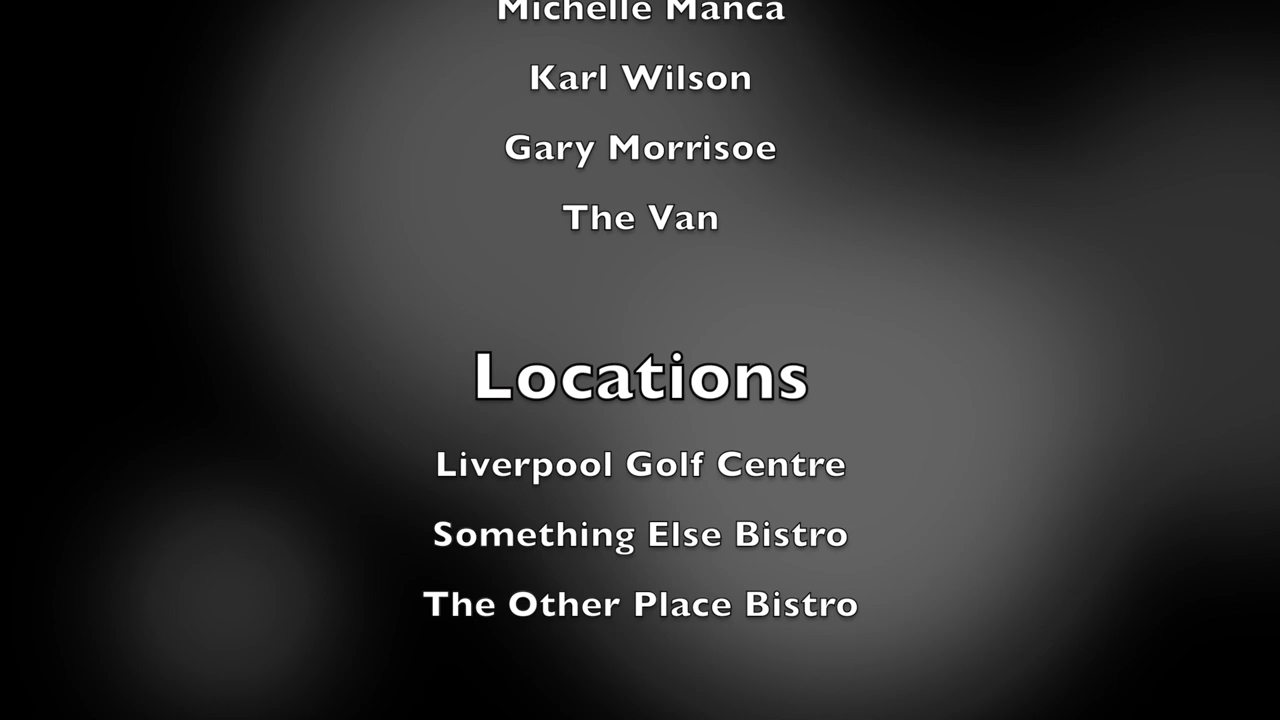 Michelle Manca
Karl Wilson
Gary Morrisoe
The Van
Locations
Liverpool Golf Centre
Something Else Bistro
The Other Place Bistro